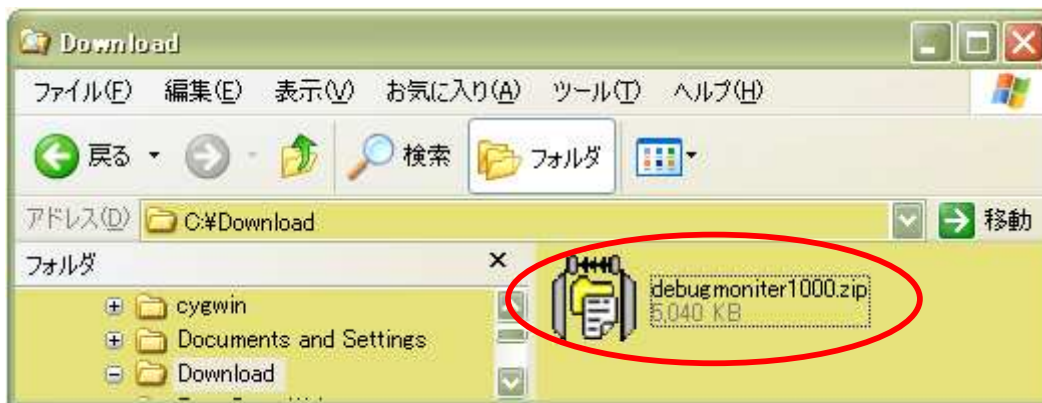 Download
ファイル(F) 編集(E) 表示(V) お気に入り(A) ツール(T) ヘルプ(H)
戻る 検索 フォルダ
アドレス(D) C:¥Download 移動
フォルダ
cygwin
Documents and Settings
Download
debugmoniter1000.zip
5,040 KB